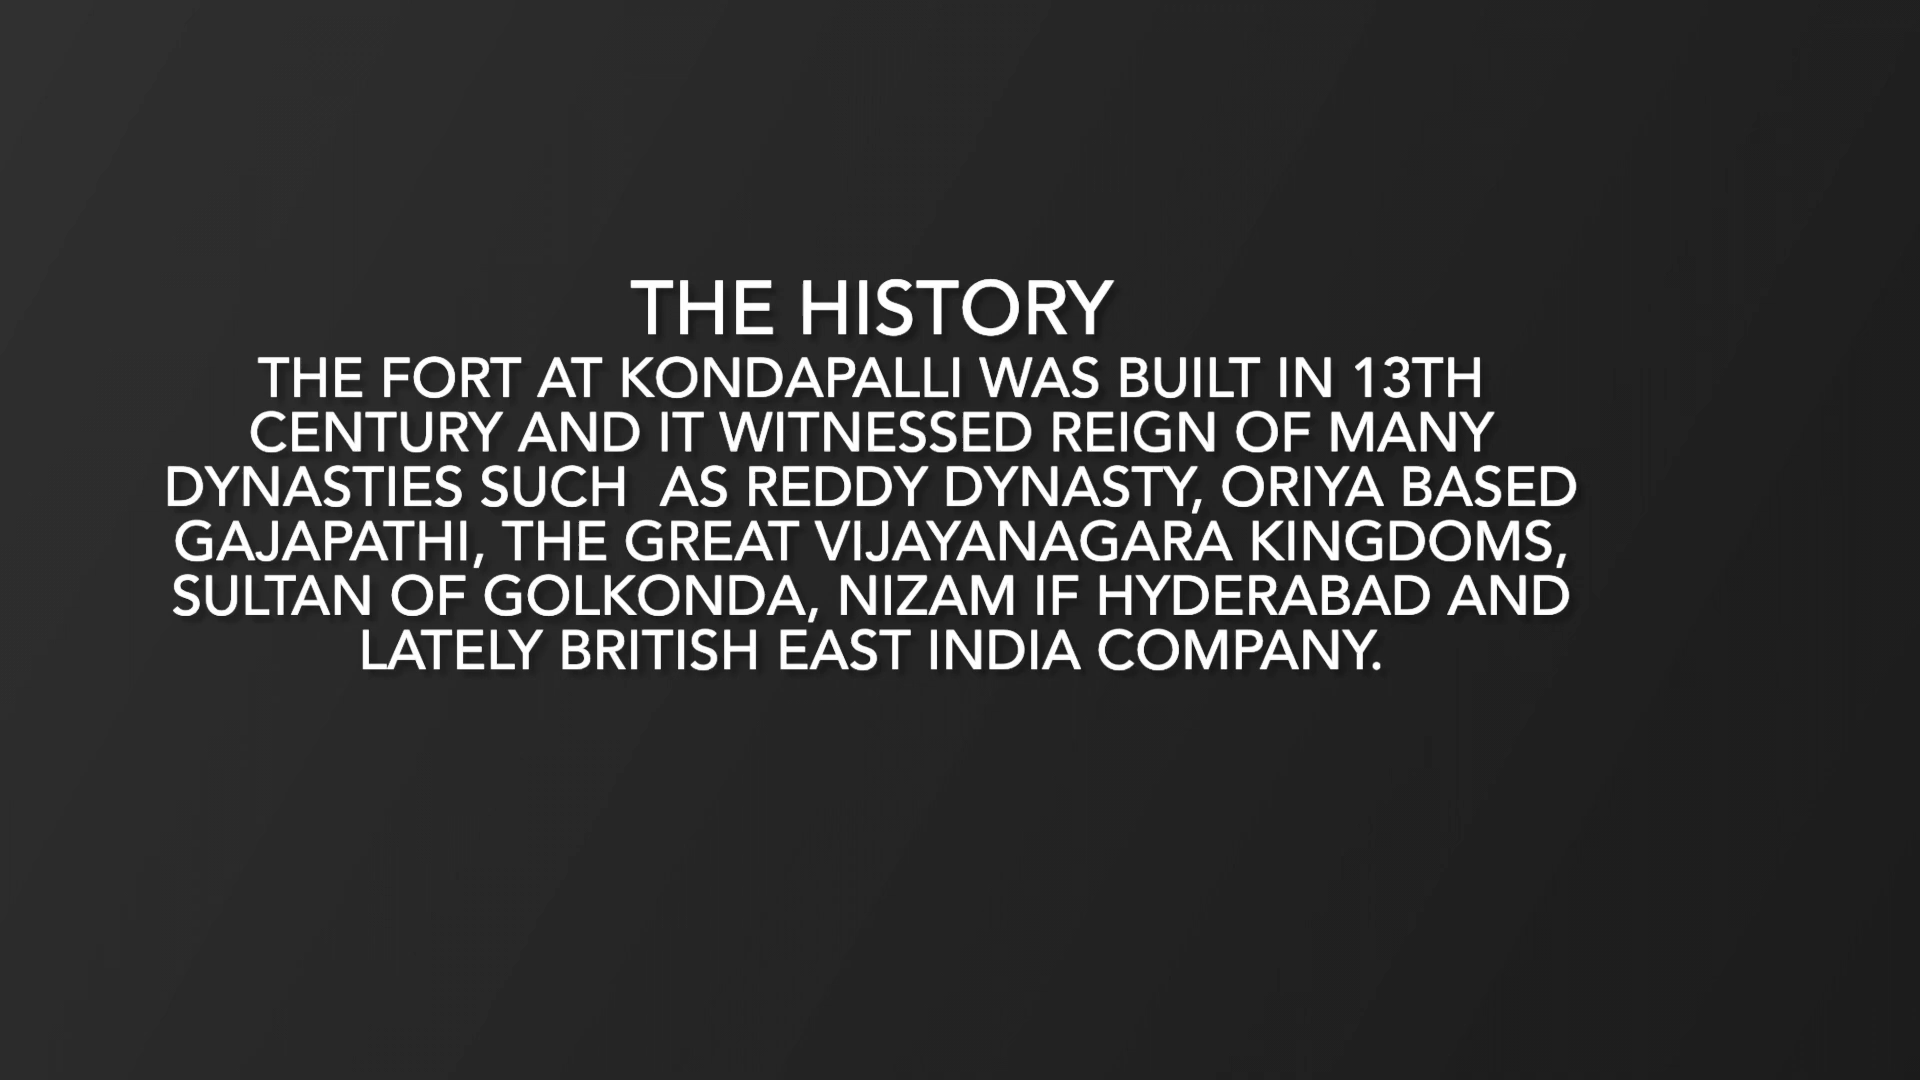 THE HISTORY
THE FORT AT KONDAPALLI WAS BUILT IN 13TH
CENTURY AND IT WITNESSED REIGN OF MANY
DYNASTIES SUCH  AS REDDY DYNASTY, ORIYA BASED
GAJAPATHI, THE GREAT VIJAYANAGARA KINGDOMS,
SULTAN OF GOLKONDA, NIZAM IF HYDERABAD AND
LATELY BRITISH EAST INDIA COMPANY.